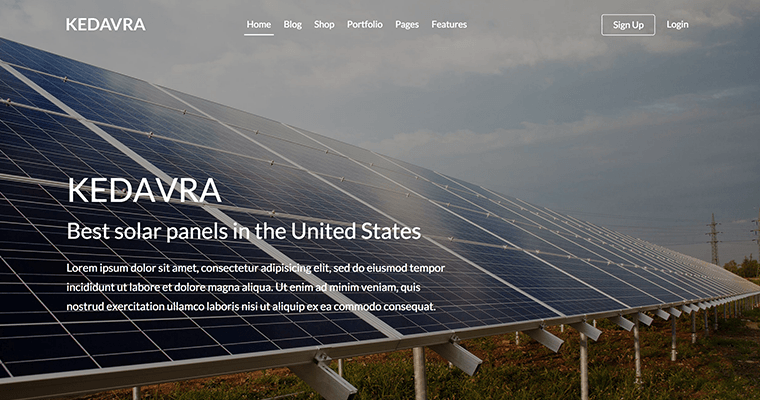 KEDAVRA
Home Blog Shop Portfolio Pages Features
Sign Up Login
KEDAVRA
Best solar panels in the United States
Lorem ipsum dolor sit amet, consectetur adipisicing elit, sed do eiusmod tempor
incididunt ut labore et dolore magna aliqua. Ut enim ad minim veniam, quis
nostrud exercitation ullamco laboris nisi ut aliquip ex ea commodo consequat.